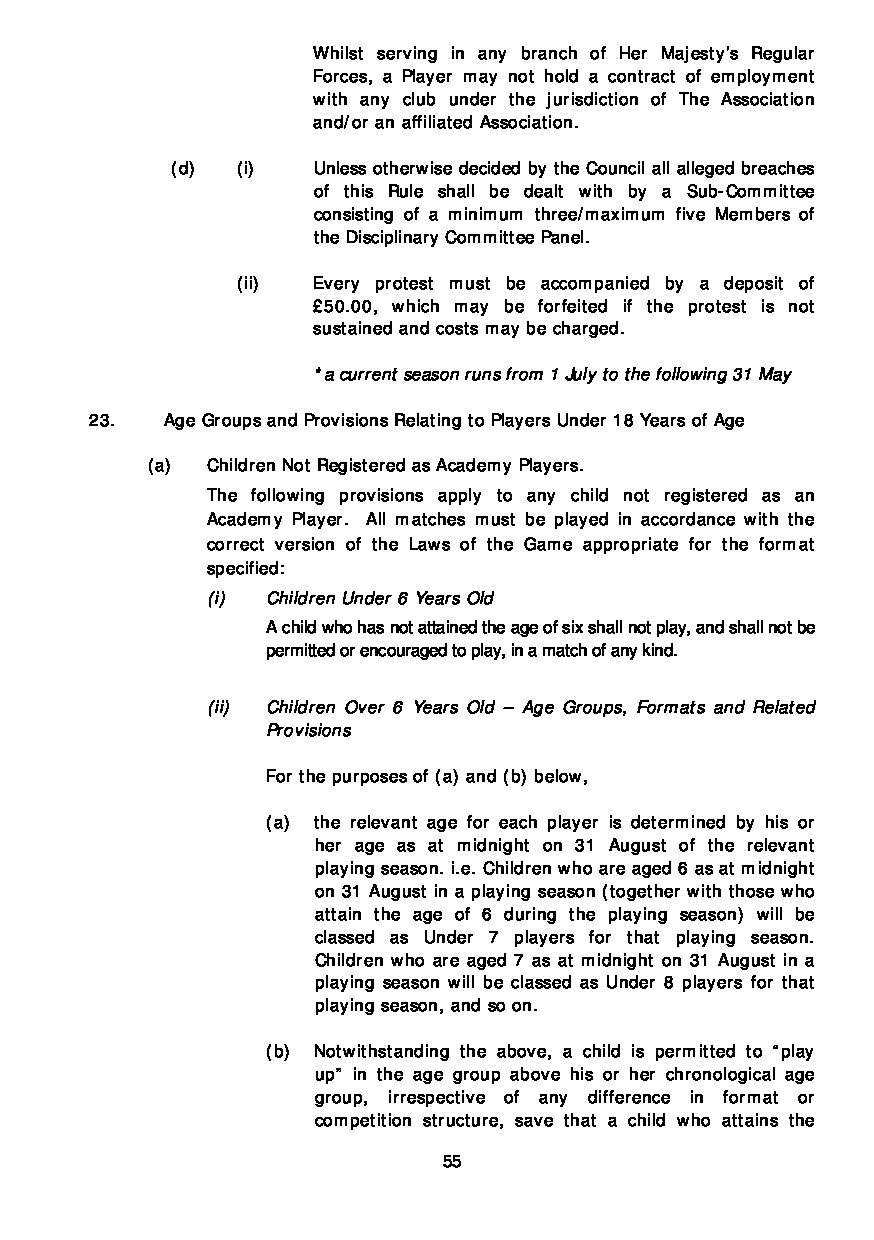 Whilst serving in any branch of Her Majesty's Regular
Forces, a Player may not hold a contract of employment
with any club under the jurisdiction of The Association
and/or an affiliated Association.
(d) (i) Unless otherwise decided by the Council all alleged breaches
of this Rule shall be dealt with by a Sub-Committee
consisting of a minimum three/maximum five Members of
the Disciplinary Committee Panel.
(ii) Every protest must be accompanied by a deposit of
£50.00, which may be forfeited if the protest is not
sustained and costs may be charged.
* a current season runs from 1 July to the following 31 May
23. Age Groups and Provisions Relating to Players Under 18 Years of Age
(a) Children Not Registered as Academy Players.
The following provisions apply to any child not registered as an
Academy Player. All matches must be played in accordance with the
correct version of the Laws of the Game appropriate for the format
specified:
(i) Children Under 6 Years Old
A child who has not attained the age of six shall not play, and shall not be
permitted or encouraged to play, in a match of any kind.
(ii) Children Over 6 Years Old – Age Groups, Formats and Related
Provisions
For the purposes of (a) and (b) below,
(a) the relevant age for each player is determined by his or
her age as at midnight on 31 August of the relevant
playing season. i.e. Children who are aged 6 as at midnight
on 31 August in a playing season (together with those who
attain the age of 6 during the playing season) will be
classed as Under 7 players for that playing season.
Children who are aged 7 as at midnight on 31 August in a
playing season will be classed as Under 8 players for that
playing season, and so on.
(b) Notwithstanding the above, a child is permitted to “play
up” in the age group above his or her chronological age
group, irrespective of any difference in format or
competition structure, save that a child who attains the
55